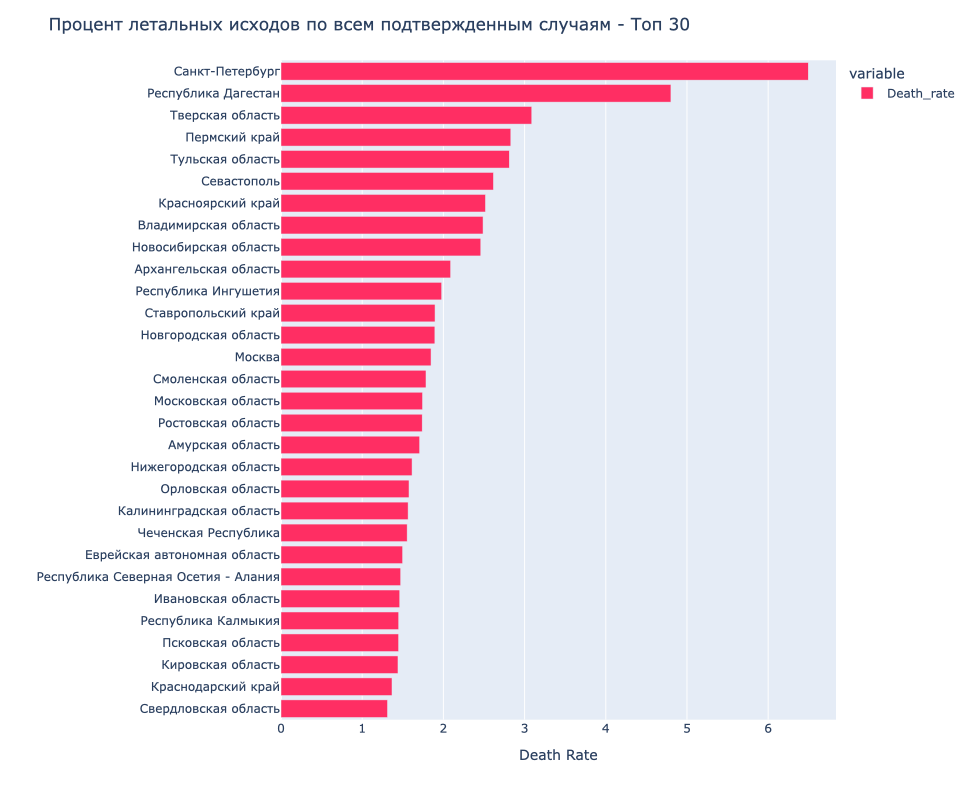 Процент летальных исходов по всем подтвержденным случаям - Топ 30
variable
Death_rate
Санкт-Петербург
Республика Дагестан
Тверская область
Пермский край
Тульская область
Севастополь
Красноярский край
Владимирская область
Новосибирская область
Архангельская область
Республика Ингушетия
Ставропольский край
Новгородская область
Москва
Смоленская область
Московская область
Ростовская область
Амурская область
Нижегородская область
Орловская область
Калининградская область
Чеченская Республика
Еврейская автономная область
Республика Северная Осетия - Алания
Ивановская область
Республика Калмыкия
Псковская область
Кировская область
Краснодарский край
Свердловская область
0 1 2 3 4 5 6
Death Rate